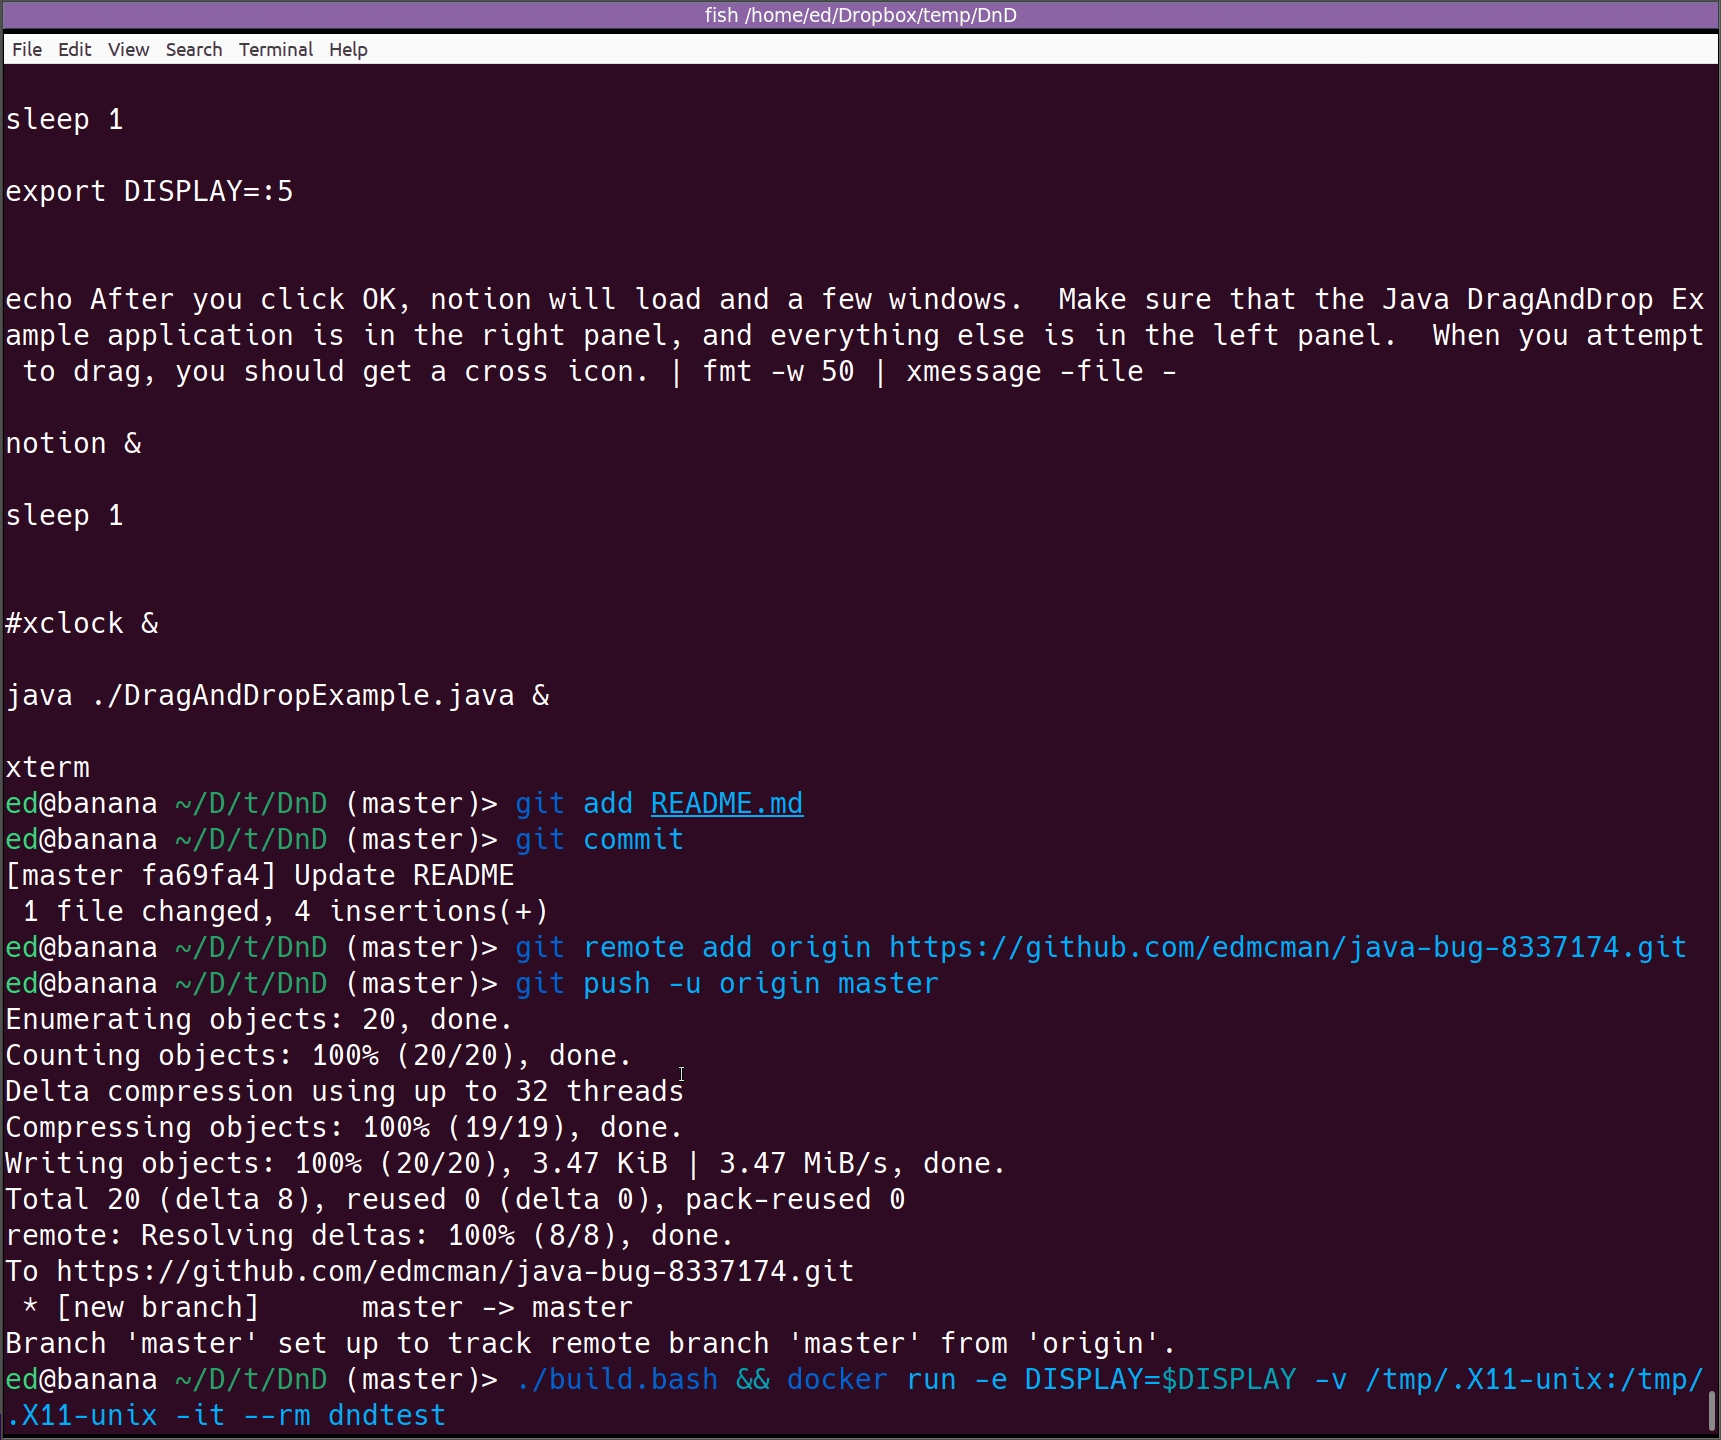 fish /home/ed/Dropbox/temp/DnD
File Edit View Search Terminal Help
sleep 1
export DISPLAY=:5
echo After you click OK, notion will load and a few windows.  Make sure that the Java DragAndDrop Ex
ample application is in the right panel, and everything else is in the left panel.  When you attempt
 to drag, you should get a cross icon. | fmt -w 50 | xmessage -file -
notion &
sleep 1
#xclock &
java ./DragAndDropExample.java &
xterm
ed@banana ~/D/t/DnD (master)> git add README.md
ed@banana ~/D/t/DnD (master)> git commit
[master fa69fa4] Update README
 1 file changed, 4 insertions(+)
ed@banana ~/D/t/DnD (master)> git remote add origin https://github.com/edmcman/java-bug-8337174.git
ed@banana ~/D/t/DnD (master)> git push -u origin master
Enumerating objects: 20, done.
Counting objects: 100% (20/20), done.
Delta compression using up to 32 threads
Compressing objects: 100% (19/19), done.
Writing objects: 100% (20/20), 3.47 KiB | 3.47 MiB/s, done.
Total 20 (delta 8), reused 0 (delta 0), pack-reused 0
remote: Resolving deltas: 100% (8/8), done.
To https://github.com/edmcman/java-bug-8337174.git
 * [new branch]      master -> master
Branch 'master' set up to track remote branch 'master' from 'origin'.
ed@banana ~/D/t/DnD (master)> ./build.bash && docker run -e DISPLAY=$DISPLAY -v /tmp/.X11-unix:/tmp/
.X11-unix -it --rm dndtest